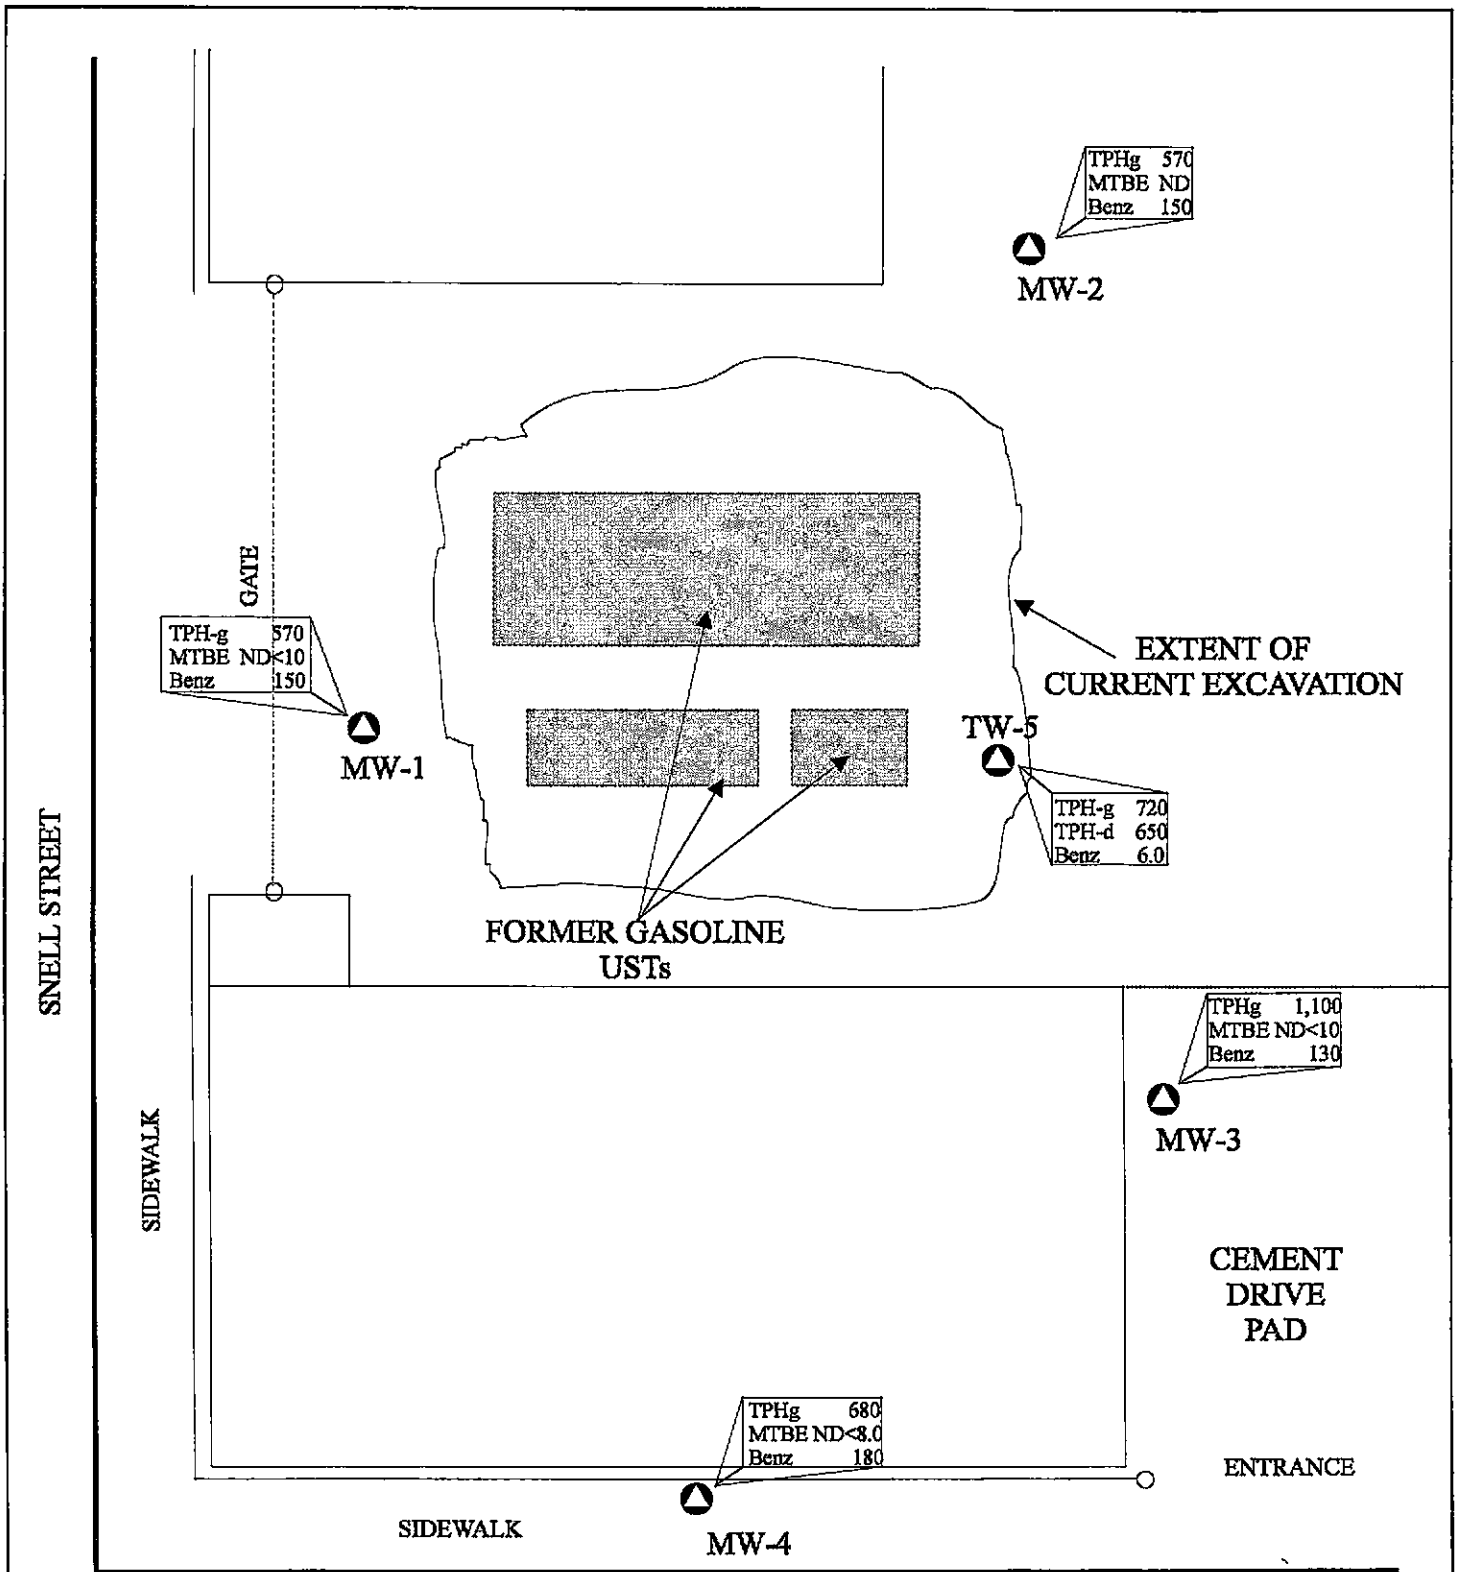 TPHg 570
MTBE ND
Benz 150
MW-2
GATE
TPH-g 570
MTBE ND<10
Benz 150
MW-1
EXTENT OF
CURRENT EXCAVATION
TW-5
TPH-g 720
TPH-d 650
Benz 6.0
SNELL STREET
FORMER GASOLINE
USTs
TPHg 1,100
MTBE ND<10
Benz 130
MW-3
SIDEWALK
CEMENT
DRIVE
PAD
TPHg 680
MTBE ND<8.0
Benz 180
ENTRANCE
SIDEWALK
MW-4